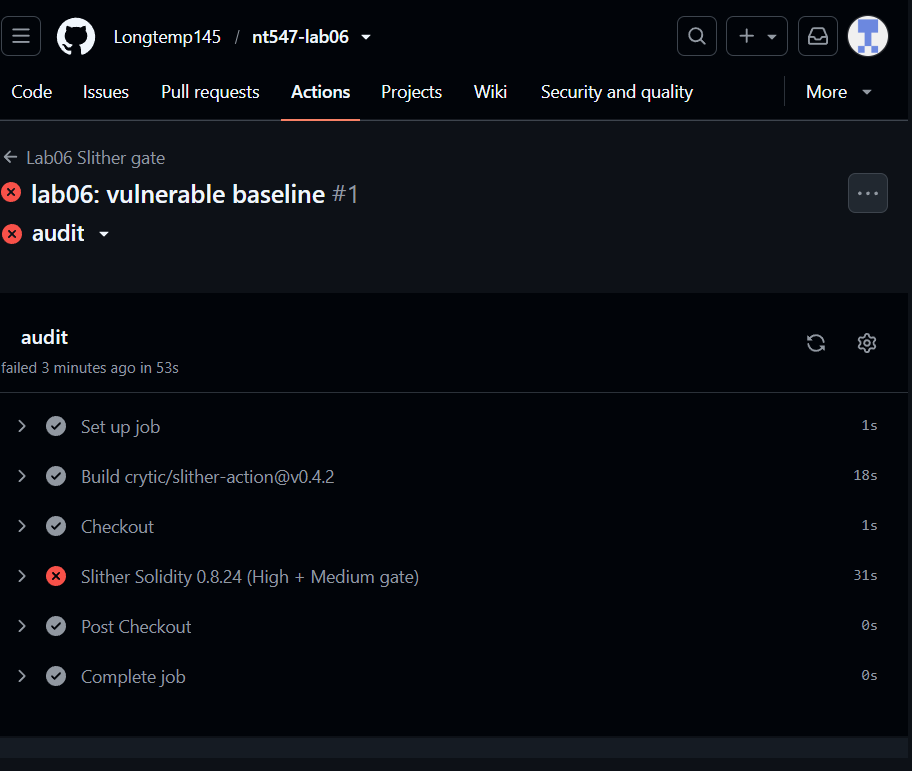 Longtemp145 / nt547-lab06
Code Issues Pull requests Actions Projects Wiki Security and quality More
Lab06 Slither gate
lab06: vulnerable baseline #1
audit
audit
failed 3 minutes ago in 53s
Set up job 1s
Build crytic/slither-action@v0.4.2 18s
Checkout 1s
Slither Solidity 0.8.24 (High + Medium gate) 31s
Post Checkout 0s
Complete job 0s